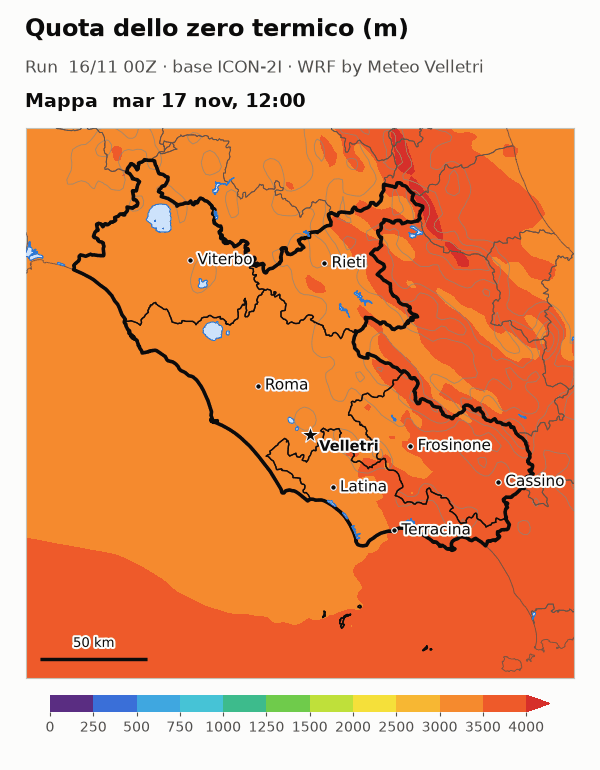 Quota dello zero termico (m)
Run  16/11 00Z · base ICON-2I · WRF by Meteo Velletri
Mappa  mar 17 nov, 12:00
Viterbo
Rieti
Roma
Velletri
Frosinone
Latina
Cassino
Terracina
50 km
0 250 500 750 1000 1250 1500 2000 2500 3000 3500 4000